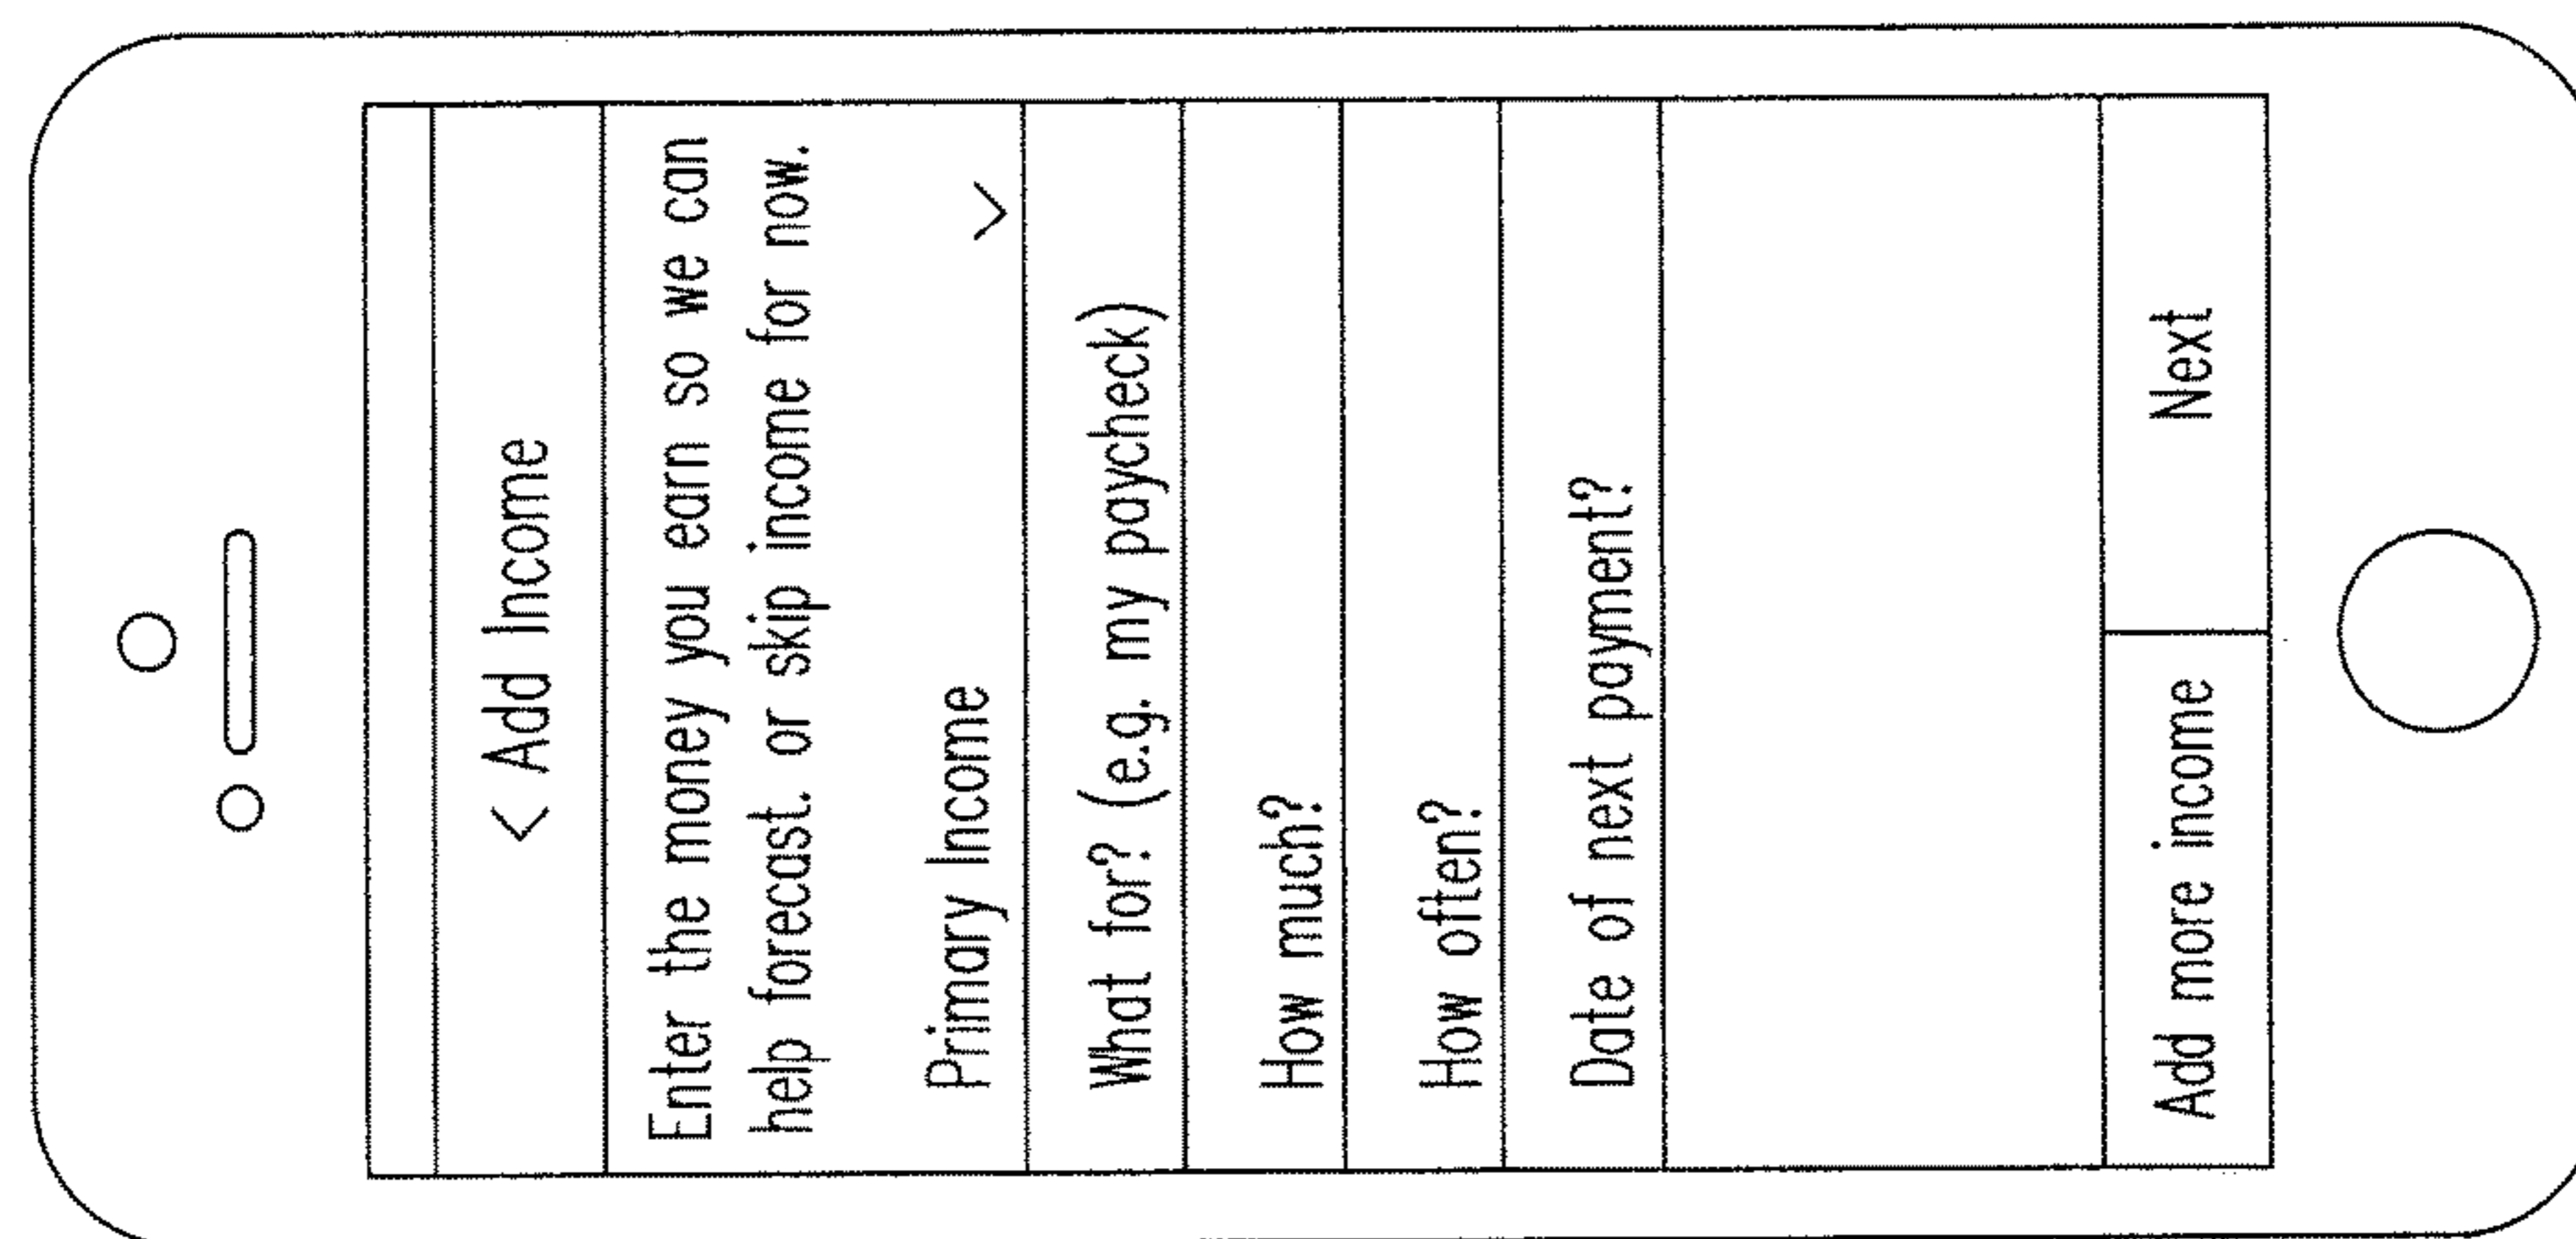 < Add Income
Enter the money you earn so we can
help forecast. or skip income for now.
Primary Income
What for? (e.g. my paycheck)
How much?
How often?
Date of next payment?
Add more income
Next